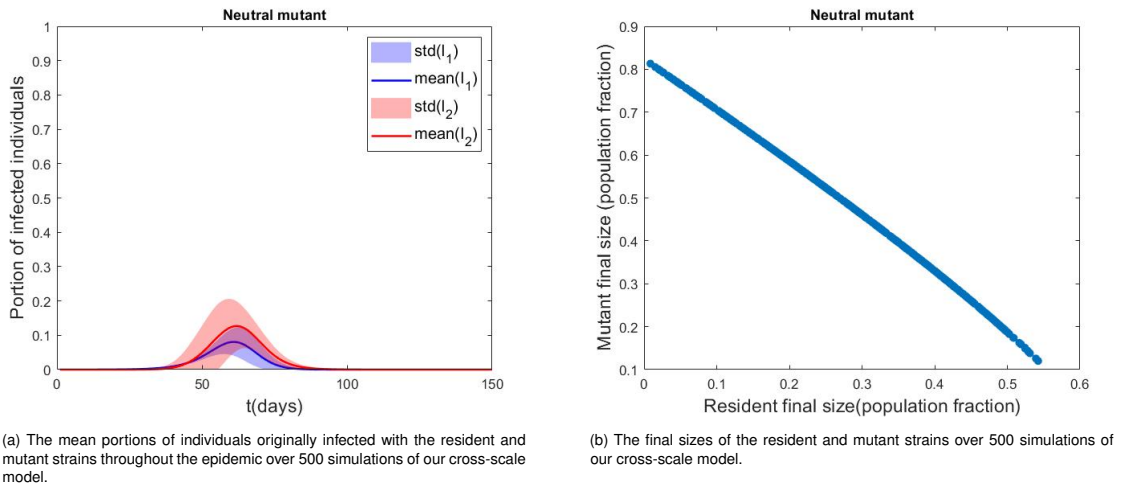 Neutral mutant
1
0.9
0.8
0.7
0.6
0.5
0.4
0.3
0.2
0.1
0
Portion of infected individuals
std(I_1)
mean(I_1)
std(I_2)
mean(I_2)
0 50 100 150
t(days)
(a) The mean portions of individuals originally infected with the resident and
mutant strains throughout the epidemic over 500 simulations of our cross-scale
model.
Neutral mutant
0.9
0.8
0.7
0.6
0.5
0.4
0.3
0.2
0.1
Mutant final size (population fraction)
0 0.1 0.2 0.3 0.4 0.5 0.6
Resident final size(population fraction)
(b) The final sizes of the resident and mutant strains over 500 simulations of
our cross-scale model.